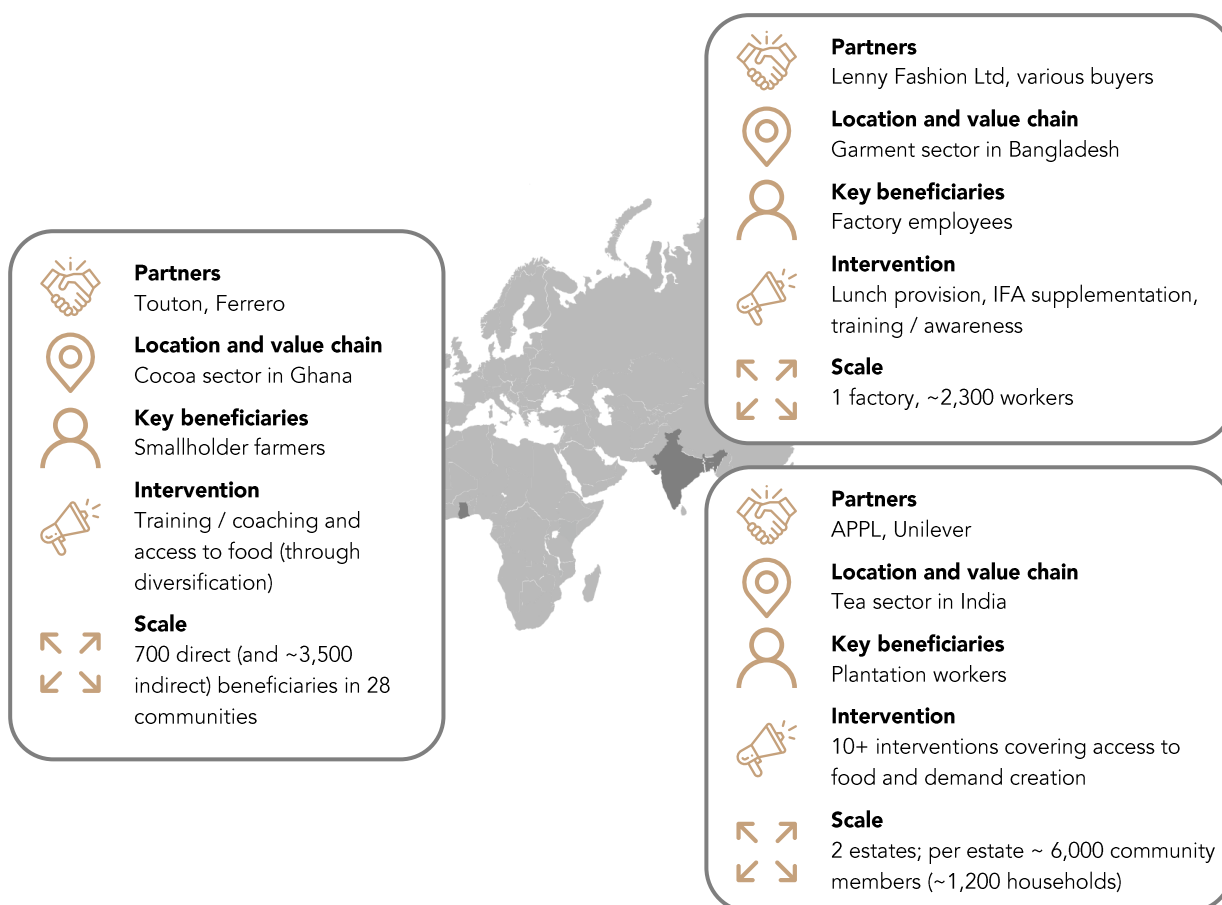 Partners
Touton, Ferrero
Location and value chain
Cocoa sector in Ghana
Key beneficiaries
Smallholder farmers
Intervention
Training / coaching and
access to food (through
diversification)
Scale
700 direct (and ~3,500
indirect) beneficiaries in 28
communities
Partners
Lenny Fashion Ltd, various buyers
Location and value chain
Garment sector in Bangladesh
Key beneficiaries
Factory employees
Intervention
Lunch provision, IFA supplementation,
training / awareness
Scale
1 factory, ~2,300 workers
Partners
APPL, Unilever
Location and value chain
Tea sector in India
Key beneficiaries
Plantation workers
Intervention
10+ interventions covering access to
food and demand creation
Scale
2 estates; per estate ~ 6,000 community
members (~1,200 households)